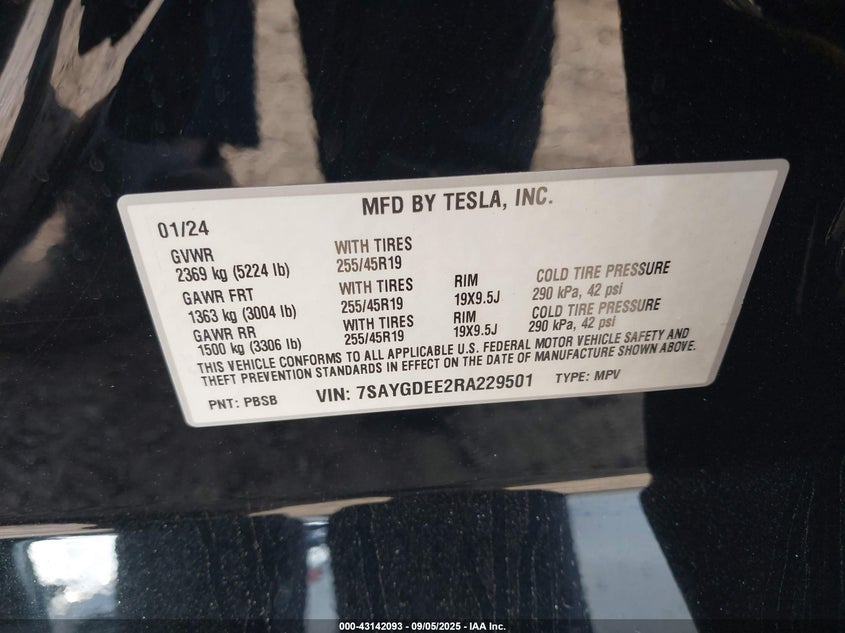 MFD BY TESLA, INC.
01/24
GVWR
2369 kg (5224 lb)
WITH TIRES
255/45R19
GAWR FRT
1363 kg (3004 lb)
WITH TIRES
255/45R19
RIM
19X9.5J
COLD TIRE PRESSURE
290 kPa, 42 psi
GAWR RR
1500 kg (3306 lb)
WITH TIRES
255/45R19
RIM
19X9.5J
COLD TIRE PRESSURE
290 kPa, 42 psi
THIS VEHICLE CONFORMS TO ALL APPLICABLE U.S. FEDERAL MOTOR VEHICLE SAFETY AND
THEFT PREVENTION STANDARDS IN EFFECT ON THE DATE OF MANUFACTURE SHOWN ABOVE.
PNT: PBSB VIN: 7SAYGDEE2RA229501 TYPE: MPV
000-43142093 - 09/05/2025 - IAA Inc.